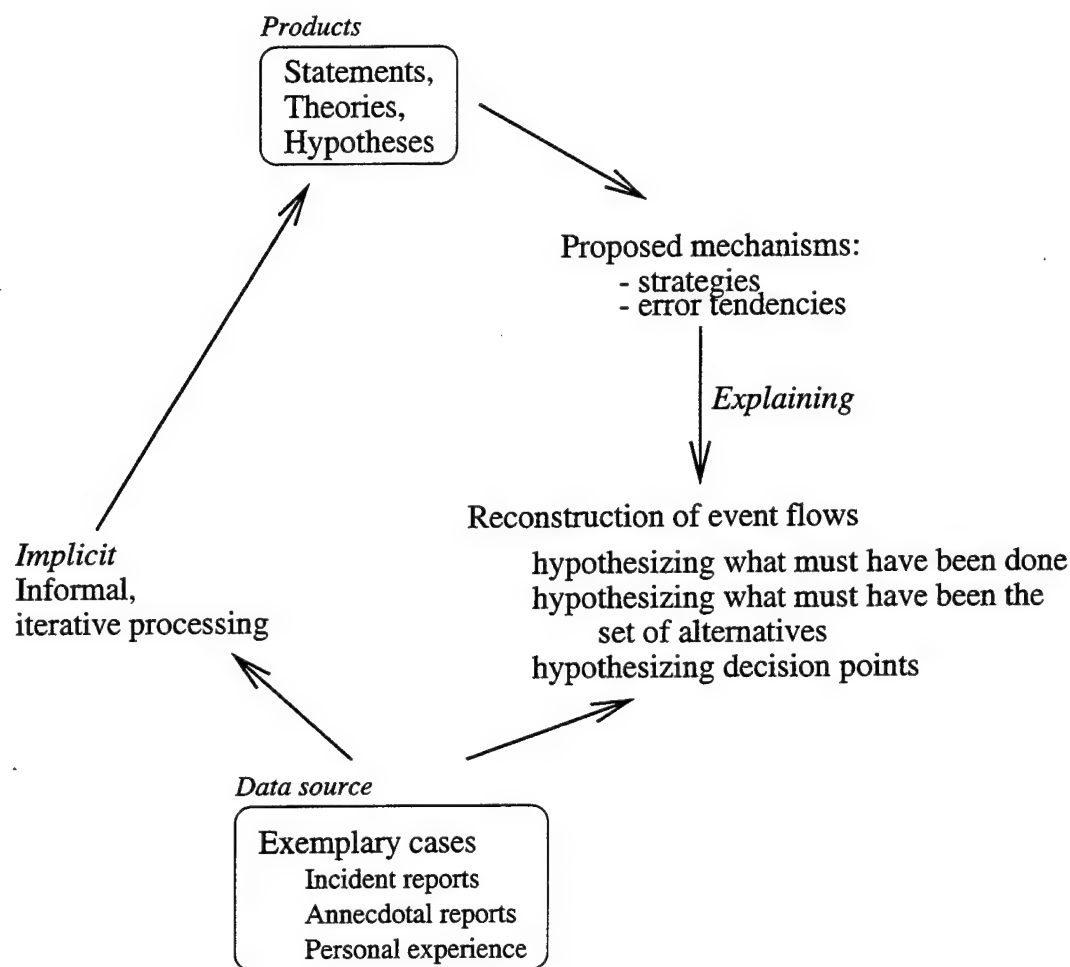 Products
Statements,
Theories,
Hypotheses
Proposed mechanisms:
- strategies
- error tendencies
Explaining
Reconstruction of event flows
hypothesizing what must have been done
hypothesizing what must have been the
set of alternatives
hypothesizing decision points
Implicit
Informal,
iterative processing
Data source
Exemplary cases
Incident reports
Annecdotal reports
Personal experience